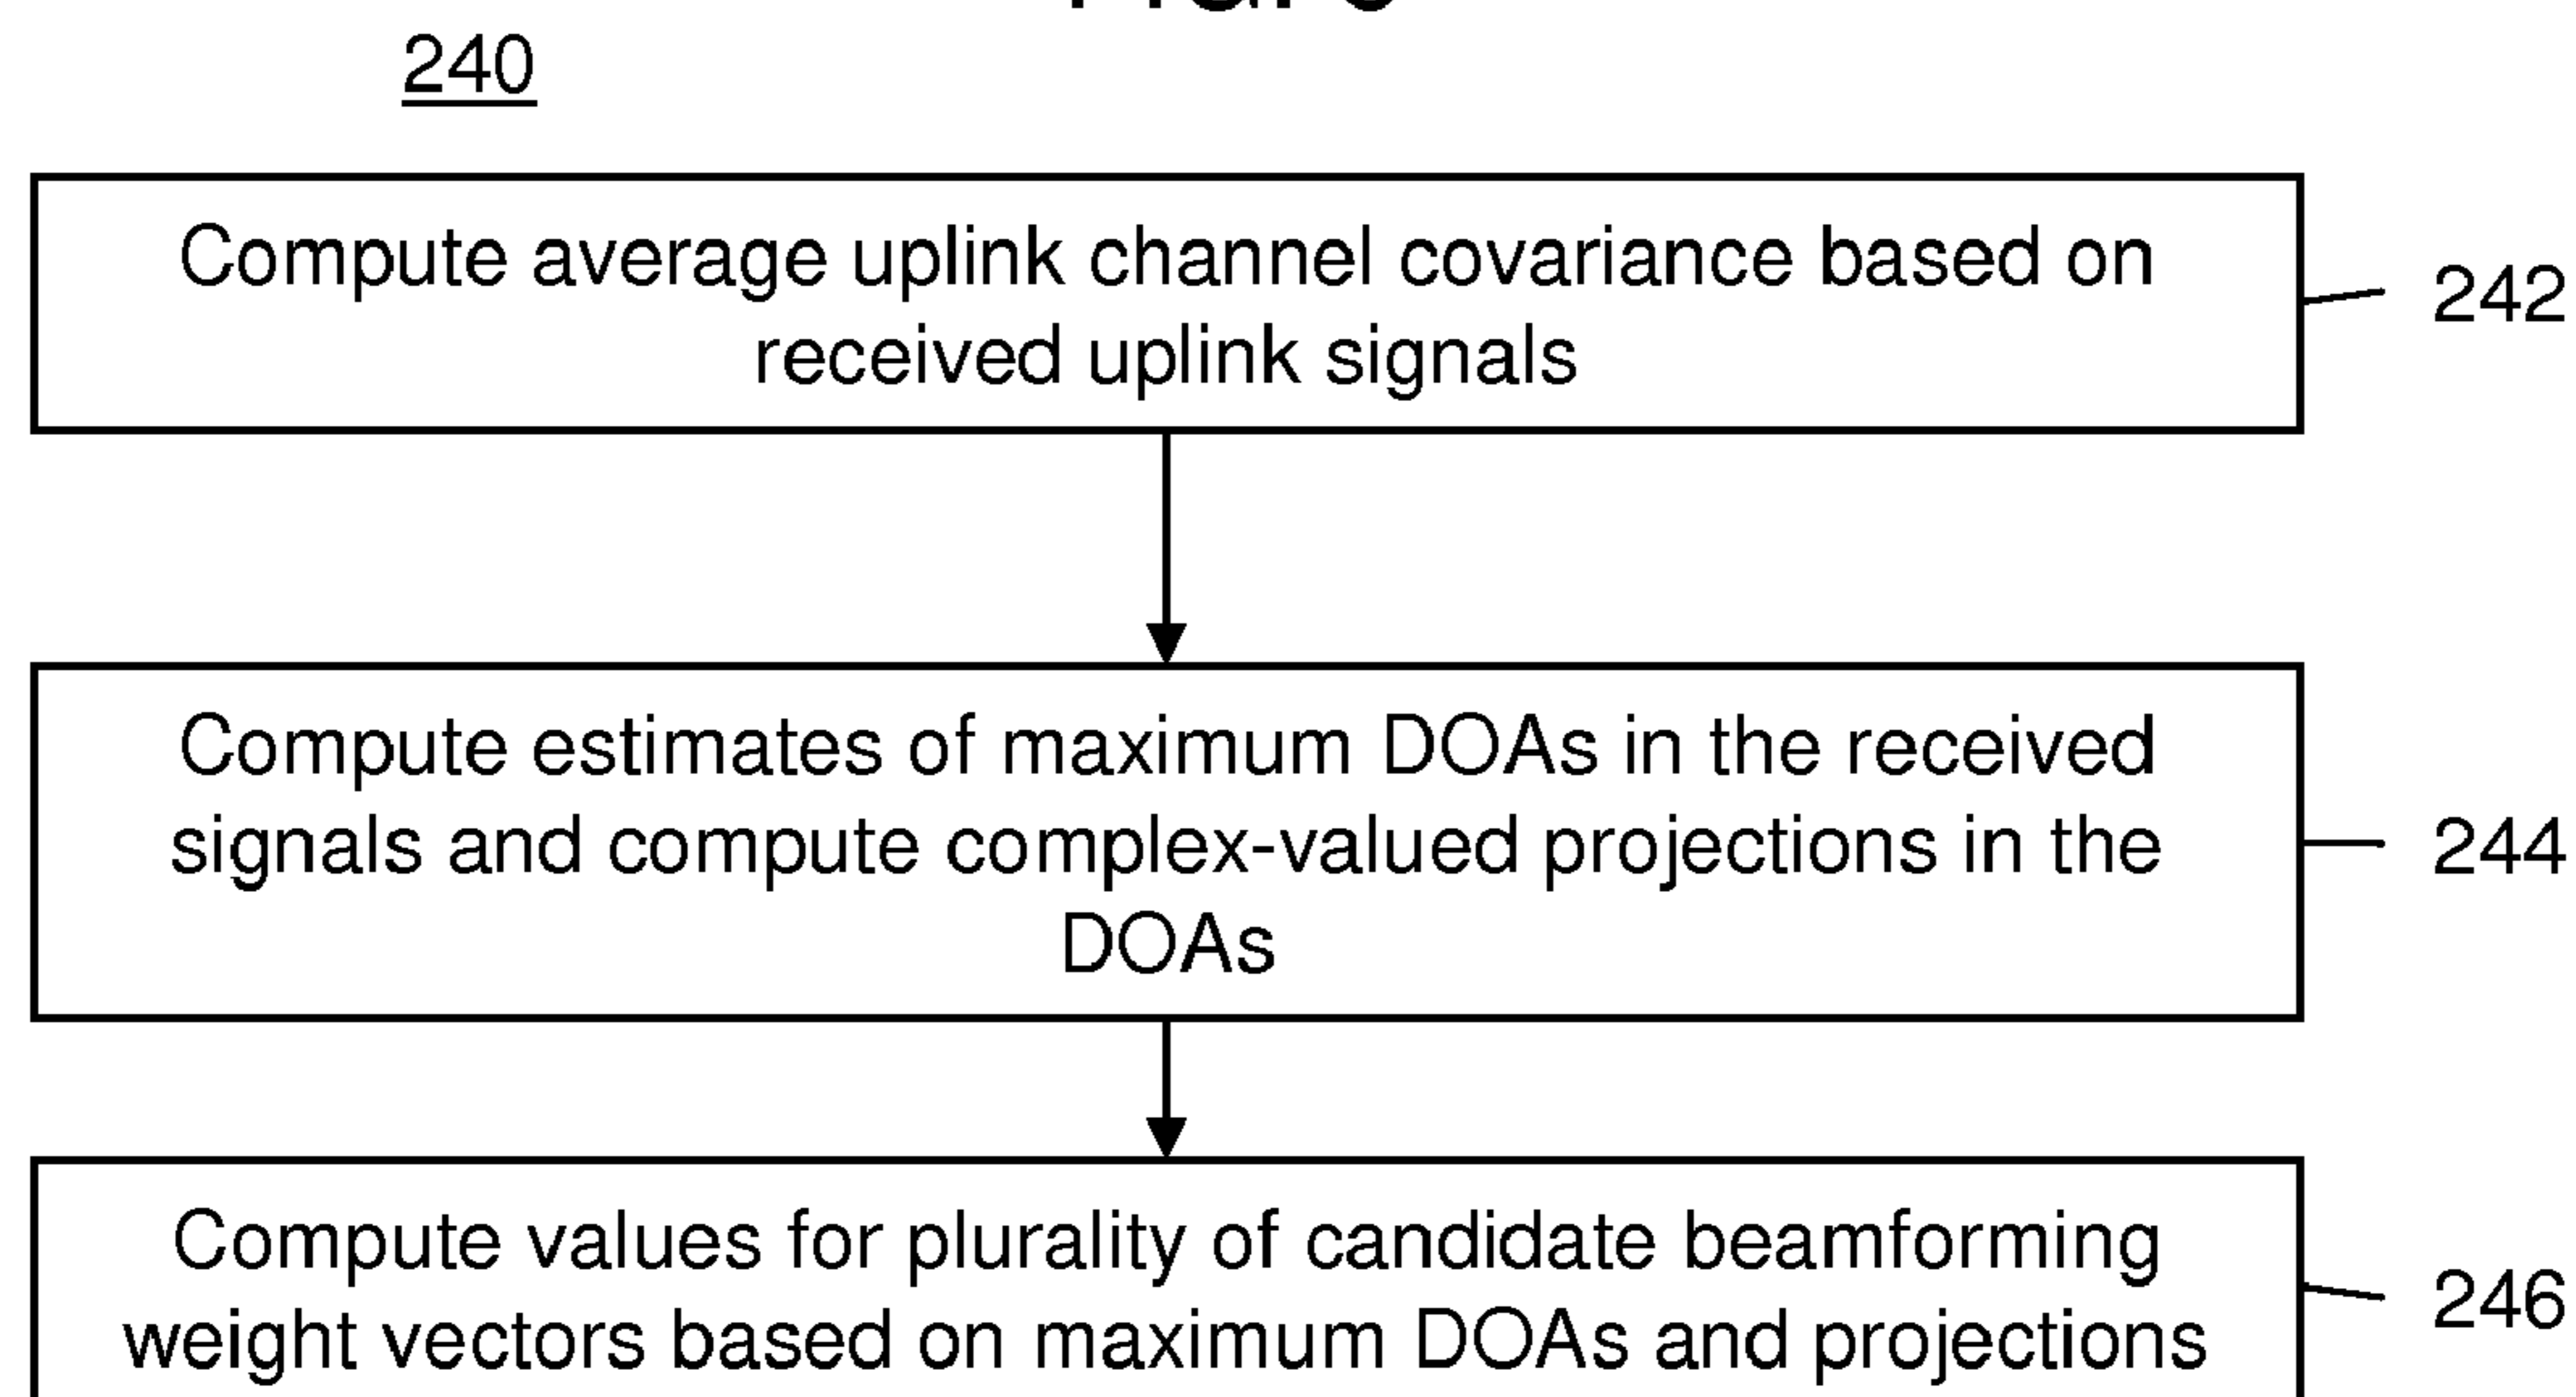 240
Compute average uplink channel covariance based on
received uplink signals
242
Compute estimates of maximum DOAs in the received
signals and compute complex-valued projections in the
DOAs
244
Compute values for plurality of candidate beamforming
weight vectors based on maximum DOAs and projections
246